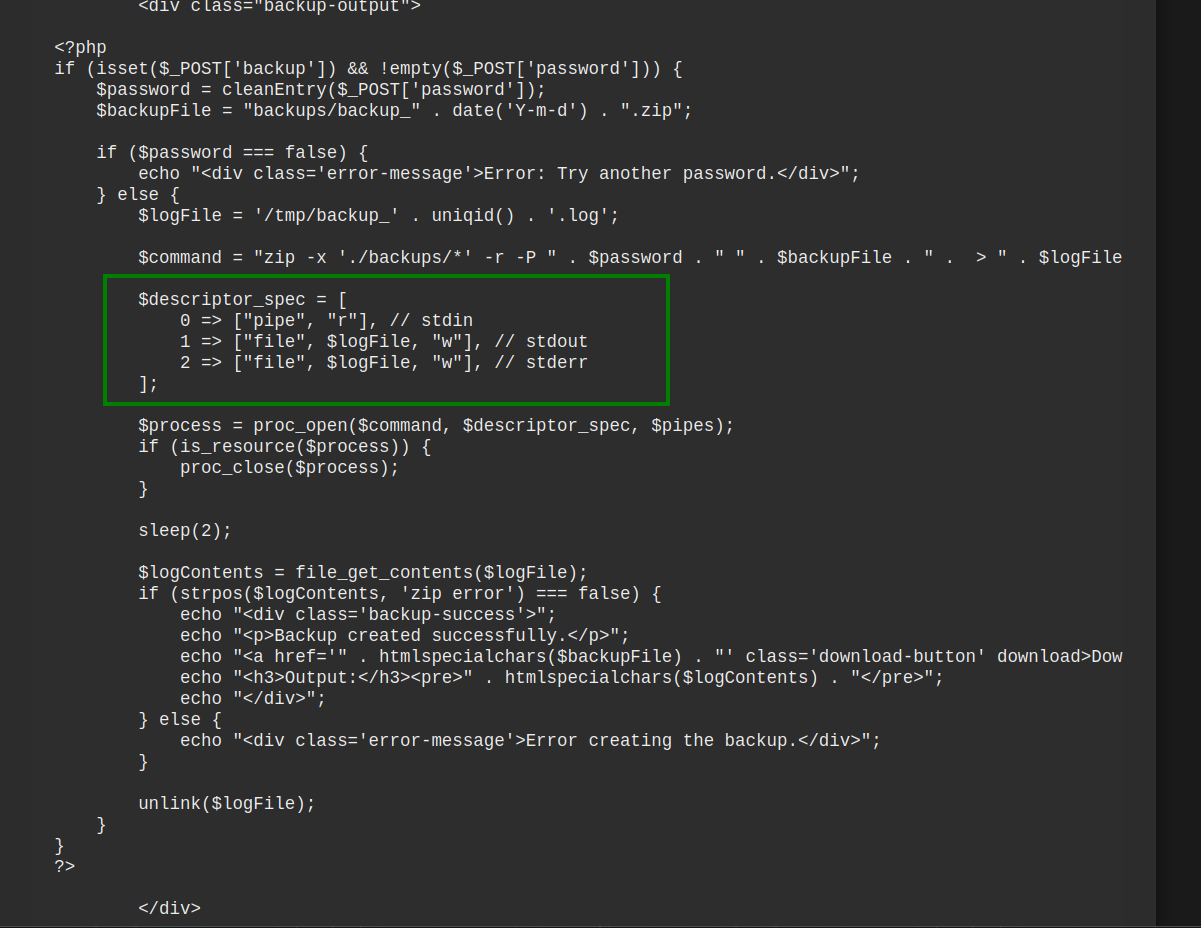 <div class="backup-output">
<?php
if (isset($_POST['backup']) && !empty($_POST['password'])) {
    $password = cleanEntry($_POST['password']);
    $backupFile = "backups/backup_" . date('Y-m-d') . ".zip";
    if ($password === false) {
        echo "<div class='error-message'>Error: Try another password.</div>";
    } else {
        $logFile = '/tmp/backup_' . uniqid() . '.log';
        $command = "zip -x './backups/*' -r -P " . $password . " " . $backupFile . " .  > " . $logFile
        $descriptor_spec = [
            0 => ["pipe", "r"], // stdin
            1 => ["file", $logFile, "w"], // stdout
            2 => ["file", $logFile, "w"], // stderr
        ];
        $process = proc_open($command, $descriptor_spec, $pipes);
        if (is_resource($process)) {
            proc_close($process);
        }
        sleep(2);
        $logContents = file_get_contents($logFile);
        if (strpos($logContents, 'zip error') === false) {
            echo "<div class='backup-success'>";
            echo "<p>Backup created successfully.</p>";
            echo "<a href='" . htmlspecialchars($backupFile) . "' class='download-button' download>Dow
            echo "<h3>Output:</h3><pre>" . htmlspecialchars($logContents) . "</pre>";
            echo "</div>";
        } else {
            echo "<div class='error-message'>Error creating the backup.</div>";
        }
        unlink($logFile);
    }
}
?>
        </div>